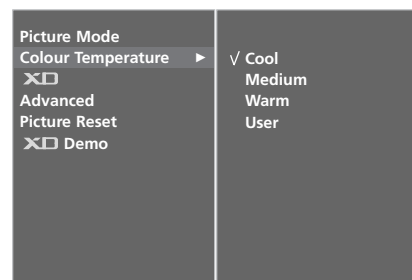 Picture Mode
Colour Temperature ►
XD
Advanced
Picture Reset
XD Demo
√ Cool
Medium
Warm
User